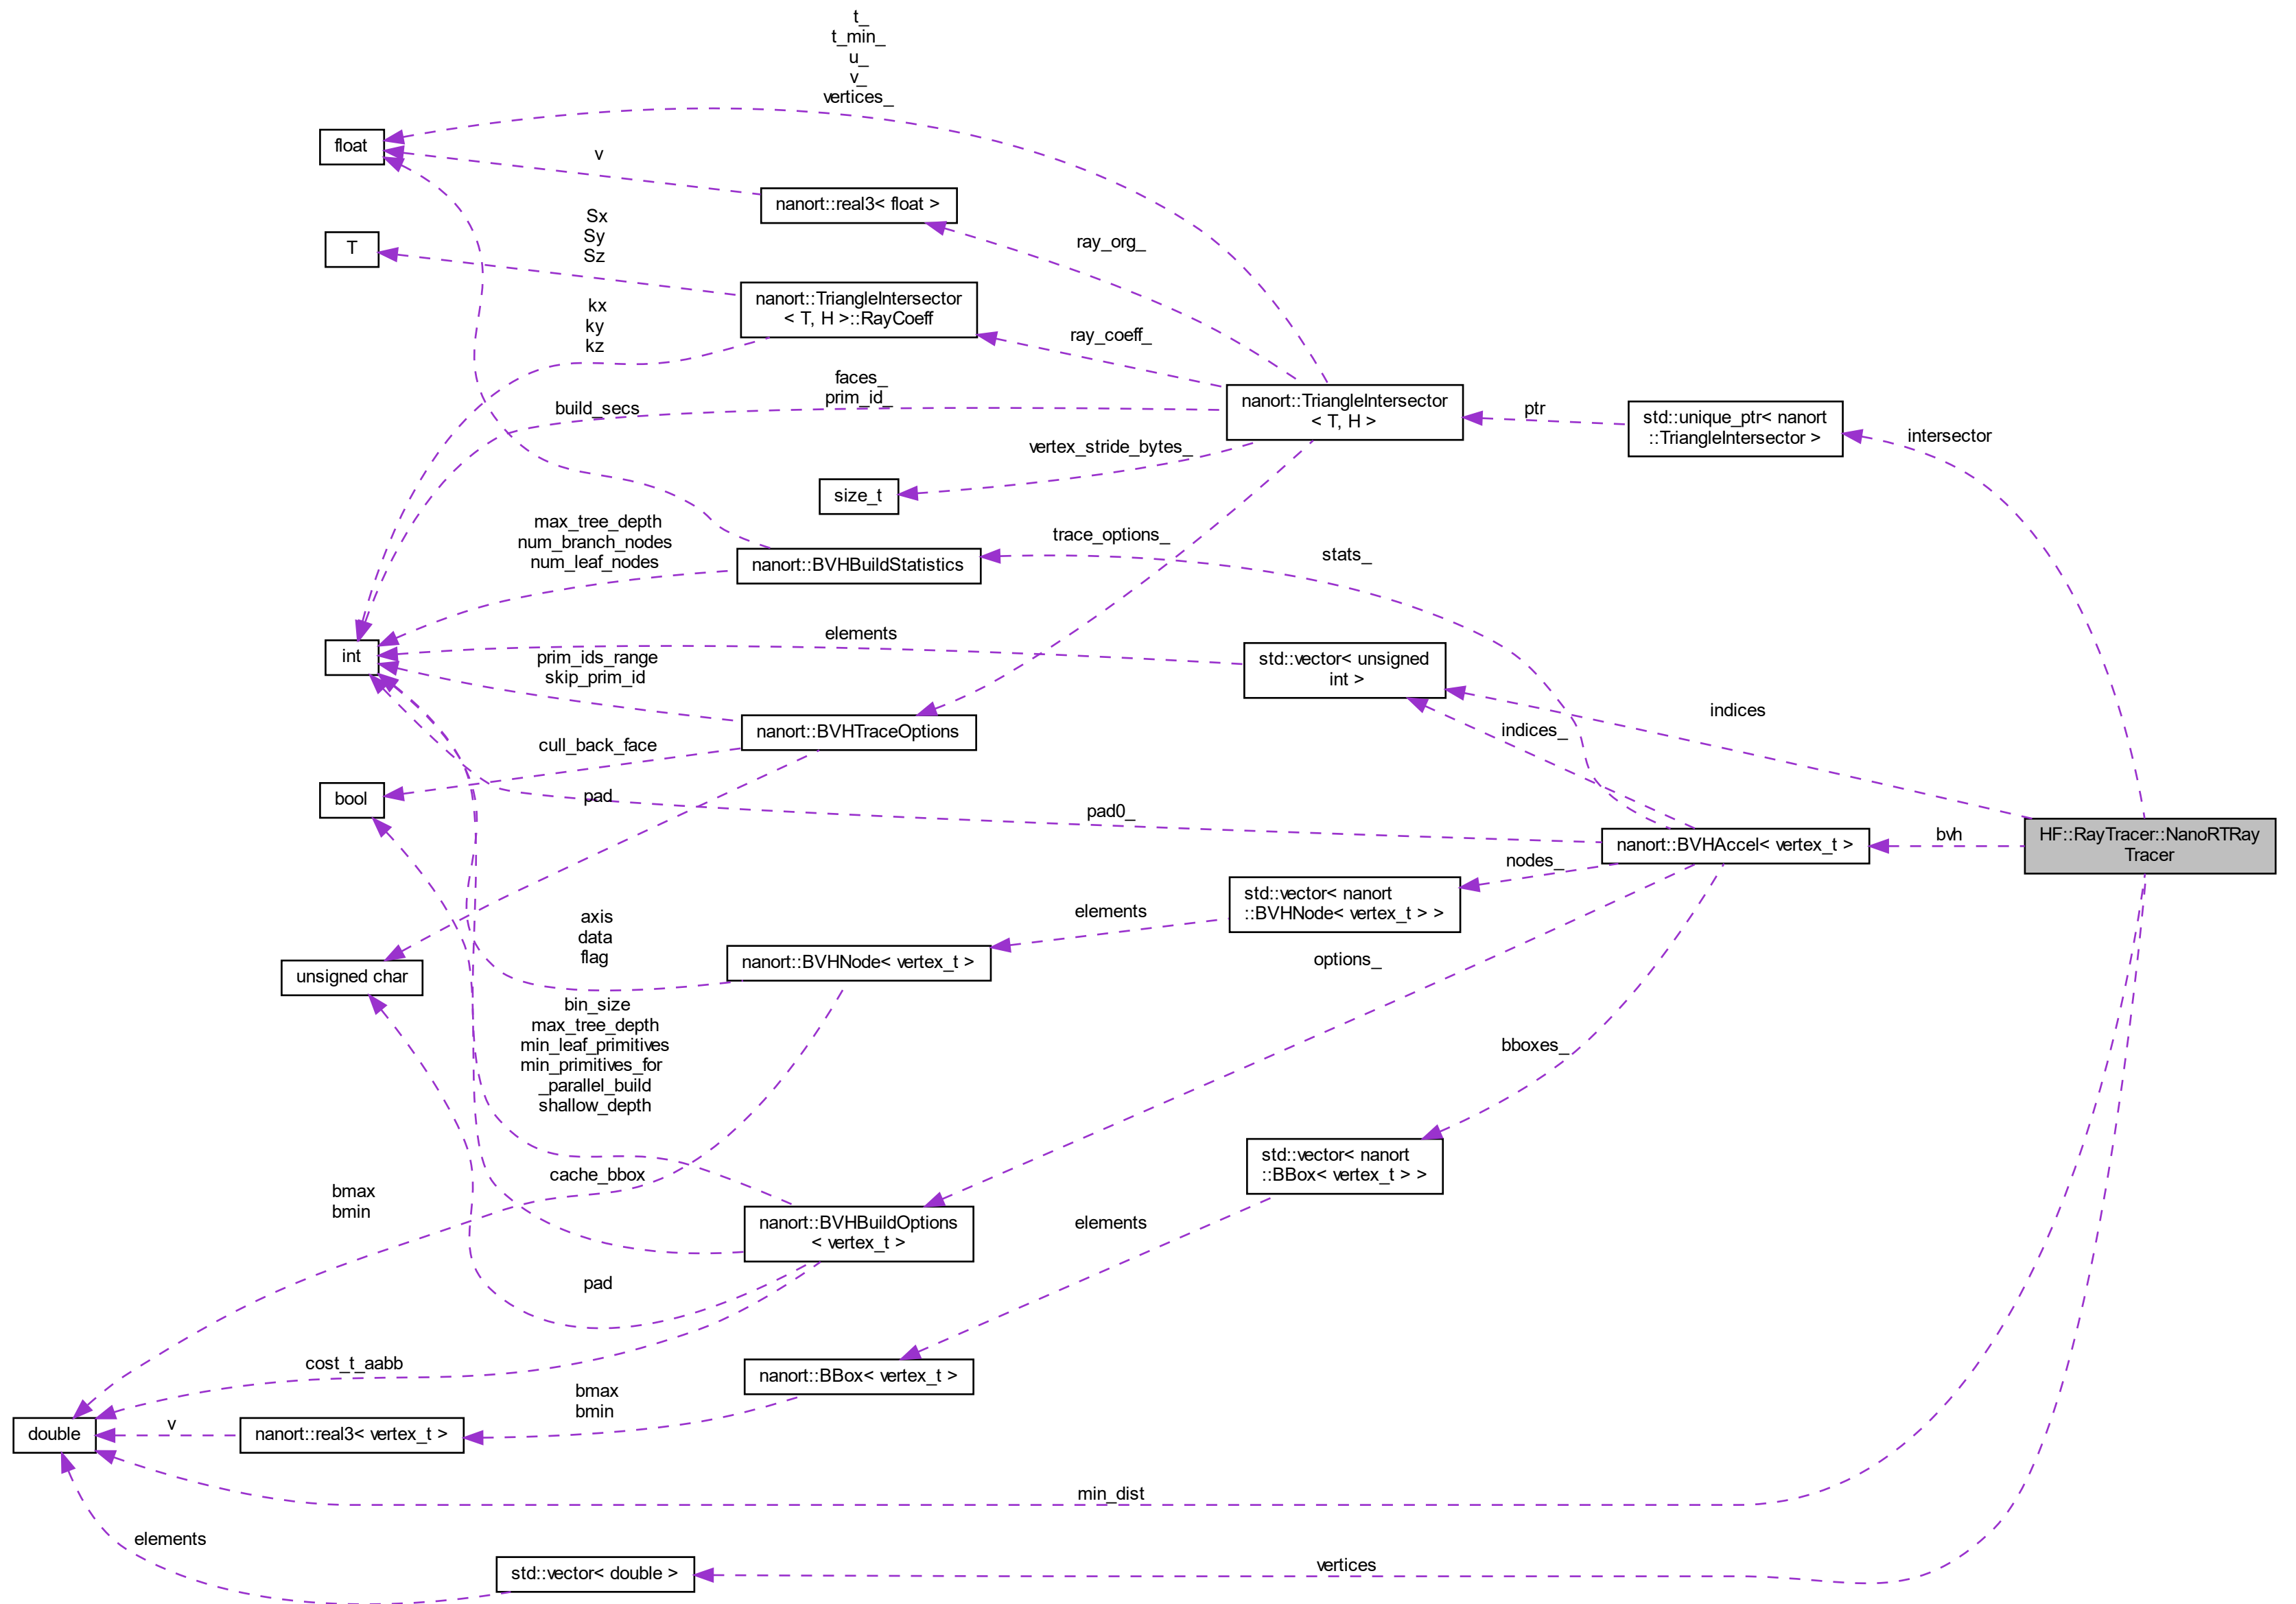 t_
t_min_
u_
v_
vertices_
float
v
nanort::real3< float >
Sx
Sy
Sz
T
ray_org_
nanort::TriangleIntersector
< T, H >::RayCoeff
kx
ky
kz
ray_coeff_
faces_
prim_id_
build_secs
nanort::TriangleIntersector
< T, H >
ptr
std::unique_ptr< nanort
::TriangleIntersector >
intersector
vertex_stride_bytes_
size_t
max_tree_depth
num_branch_nodes
num_leaf_nodes
trace_options_
stats_
nanort::BVHBuildStatistics
elements
int
prim_ids_range
skip_prim_id
std::vector< unsigned
int >
indices
nanort::BVHTraceOptions
indices_
cull_back_face
bool
pad
pad0_
nanort::BVHAccel< vertex_t >
bvh
HF::RayTracer::NanoRTRay
Tracer
nodes_
std::vector< nanort
::BVHNode< vertex_t > >
elements
axis
data
flag
nanort::BVHNode< vertex_t >
options_
unsigned char
bin_size
max_tree_depth
min_leaf_primitives
min_primitives_for
_parallel_build
shallow_depth
bboxes_
std::vector< nanort
::BBox< vertex_t > >
cache_bbox
bmax
bmin
nanort::BVHBuildOptions
< vertex_t >
elements
pad
cost_t_aabb
nanort::BBox< vertex_t >
bmax
bmin
double
v
nanort::real3< vertex_t >
min_dist
elements
std::vector< double >
vertices